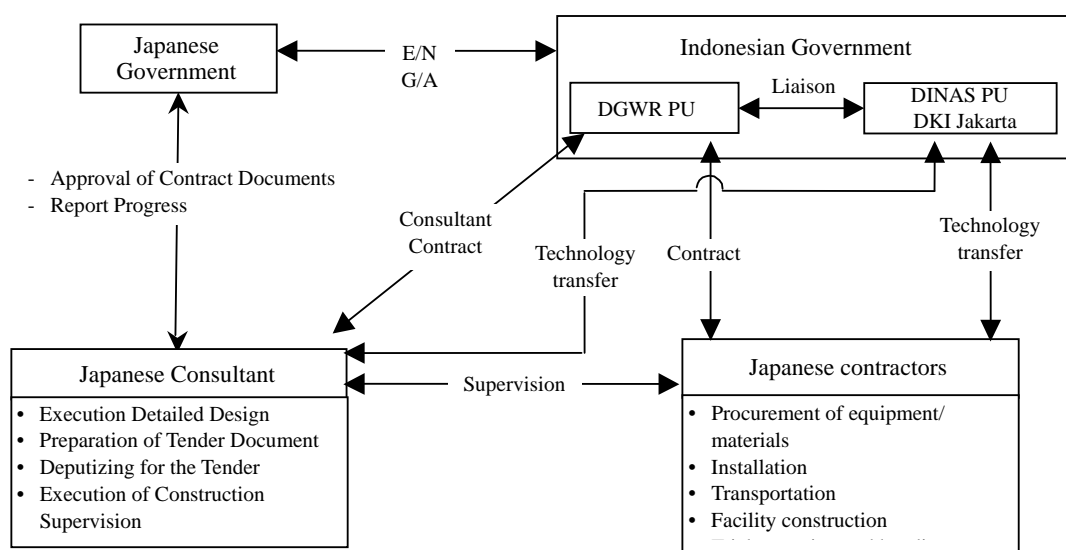 Japanese
Government
E/N
G/A
Indonesian Government
DGWR PU
Liaison
DINAS PU
DKI Jakarta
- Approval of Contract Documents
- Report Progress
Consultant
Contract
Technology
transfer
Contract
Technology
transfer
Japanese Consultant
• Execution Detailed Design
• Preparation of Tender Document
• Deputizing for the Tender
• Execution of Construction
Supervision
Supervision
Japanese contractors
• Procurement of equipment/
materials
• Installation
• Transportation
• Facility construction